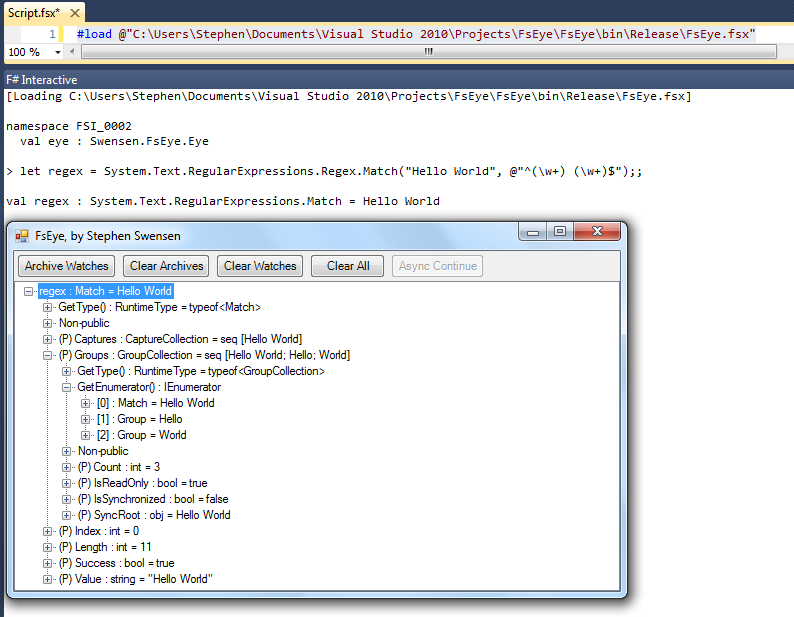 Script.fsx*
1 #load @"C:\Users\Stephen\Documents\Visual Studio 2010\Projects\FsEye\FsEye\bin\Release\FsEye.fsx"
100 %
F# Interactive
[Loading C:\Users\Stephen\Documents\Visual Studio 2010\Projects\FsEye\FsEye\bin\Release\FsEye.fsx]
namespace FSI_0002
val eye : Swensen.FsEye.Eye
> let regex = System.Text.RegularExpressions.Regex.Match("Hello World", @"^(\w+) (\w+)$");;
val regex : System.Text.RegularExpressions.Match = Hello World
FsEye, by Stephen Swensen
Archive Watches Clear Archives Clear Watches Clear All Async Continue
regex : Match = Hello World
GetType() : RuntimeType = typeof<Match>
Non-public
(P) Captures : CaptureCollection = seq [Hello World]
(P) Groups : GroupCollection = seq [Hello World; Hello; World]
GetType() : RuntimeType = typeof<GroupCollection>
GetEnumerator() : IEnumerator
[0] : Match = Hello World
[1] : Group = Hello
[2] : Group = World
Non-public
(P) Count : int = 3
(P) IsReadOnly : bool = true
(P) IsSynchronized : bool = false
(P) SyncRoot : obj = Hello World
(P) Index : int = 0
(P) Length : int = 11
(P) Success : bool = true
(P) Value : string = "Hello World"